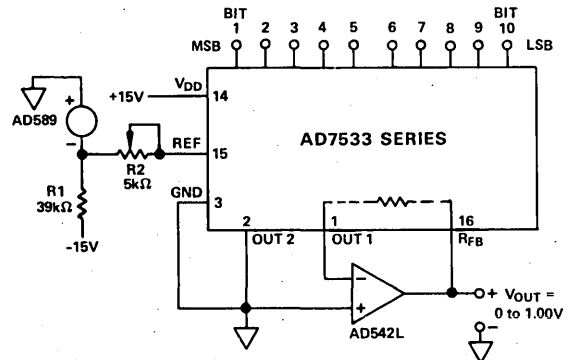 BIT BIT
1 2 3 4 5 6 7 8 9 10
MSB LSB
+15V VDD 14
+
AD589
-
REF 15
R2
5kΩ
AD7533 SERIES
GND 3
R1
39kΩ
-15V
2 1 16
OUT 2 OUT 1 RFB
-
+
AD542L
+ VOUT =
0 to 1.00V
-